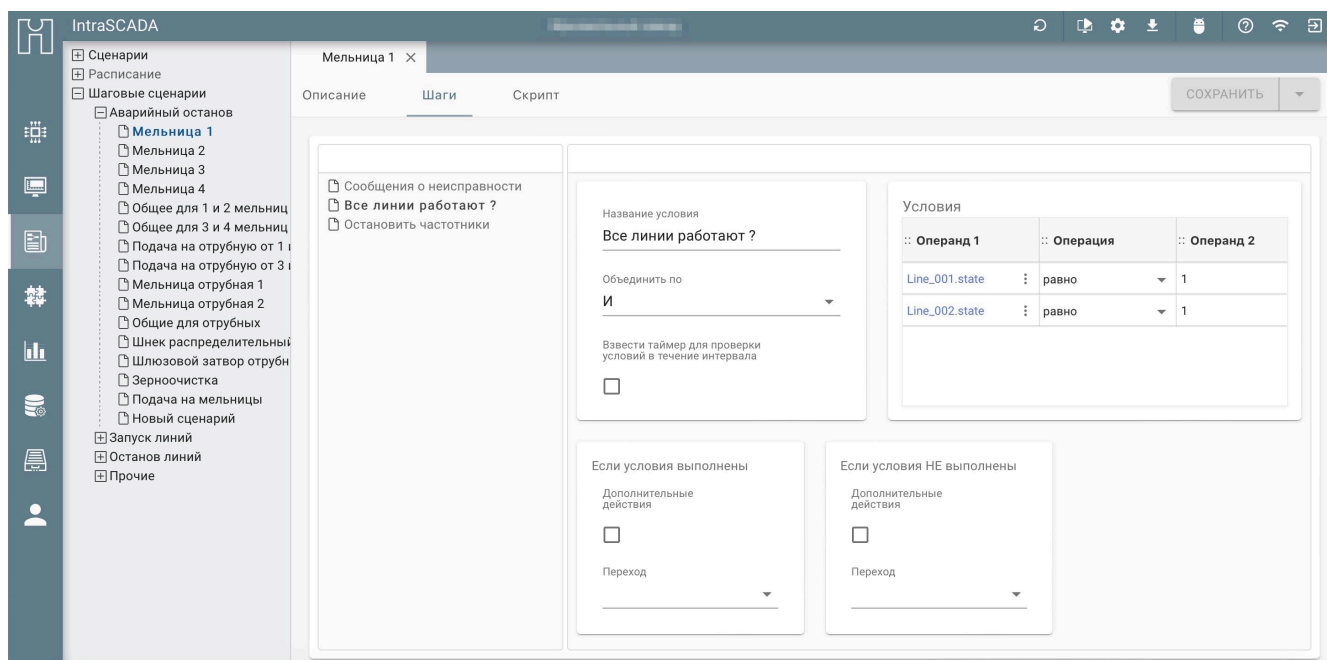 IntraSCADA
Сценарии
Расписание
Шаговые сценарии
Аварийный останов
Мельница 1
Мельница 2
Мельница 3
Мельница 4
Общее для 1 и 2 мельниц
Общее для 3 и 4 мельниц
Подача на отрубную от 1
Подача на отрубную от 3
Мельница отрубная 1
Мельница отрубная 2
Общие для отрубных
Шнек распределительный
Шлюзовой затвор отрубн
Зерноочистка
Подача на мельницы
Новый сценарий
Запуск линий
Останов линий
Прочие
Мельница 1
Описание Шаги Скрипт
СОХРАНИТЬ
Сообщения о неисправности
Все линии работают ?
Остановить частотники
Название условия
Все линии работают ?
Объединить по
И
Взвести таймер для проверки
условий в течение интервала
Условия
Операнд 1 Операция Операнд 2
Line_001.state равно 1
Line_002.state равно 1
Если условия выполнены
Дополнительные
действия
Переход
Если условия НЕ выполнены
Дополнительные
действия
Переход